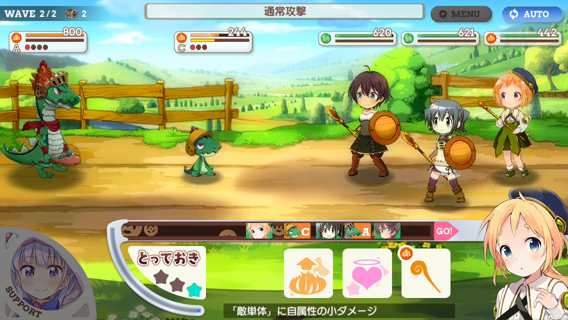 WAVE 2/2 2
通常攻撃
MENU
AUTO
800
A
244
C
620
621
442
C
A
GO!
とっておき
SUPPORT
「敵単体」に自属性の小ダメージ